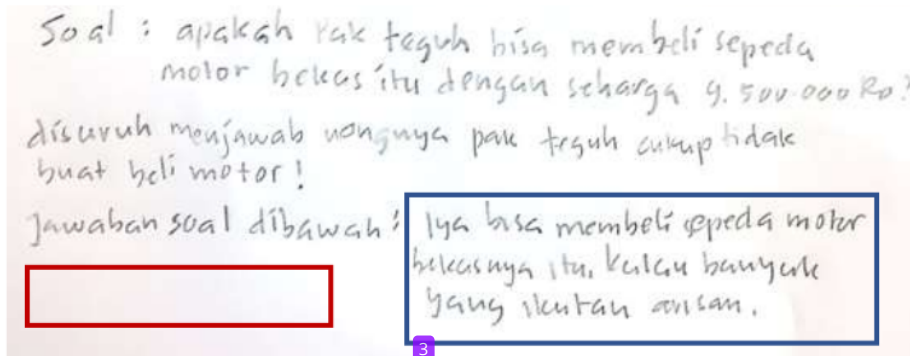 Soal : apakah Pak teguh bisa membeli sepeda
motor bekas itu dengan seharga 9.500.000 Rp?
disuruh menjawab uangnya pak teguh cukup tidak
buat beli motor!
Jawaban soal dibawah :
Iya bisa membeli sepeda motor
bekasnya itu, kalau banyak
yang ikutan arisan.
3